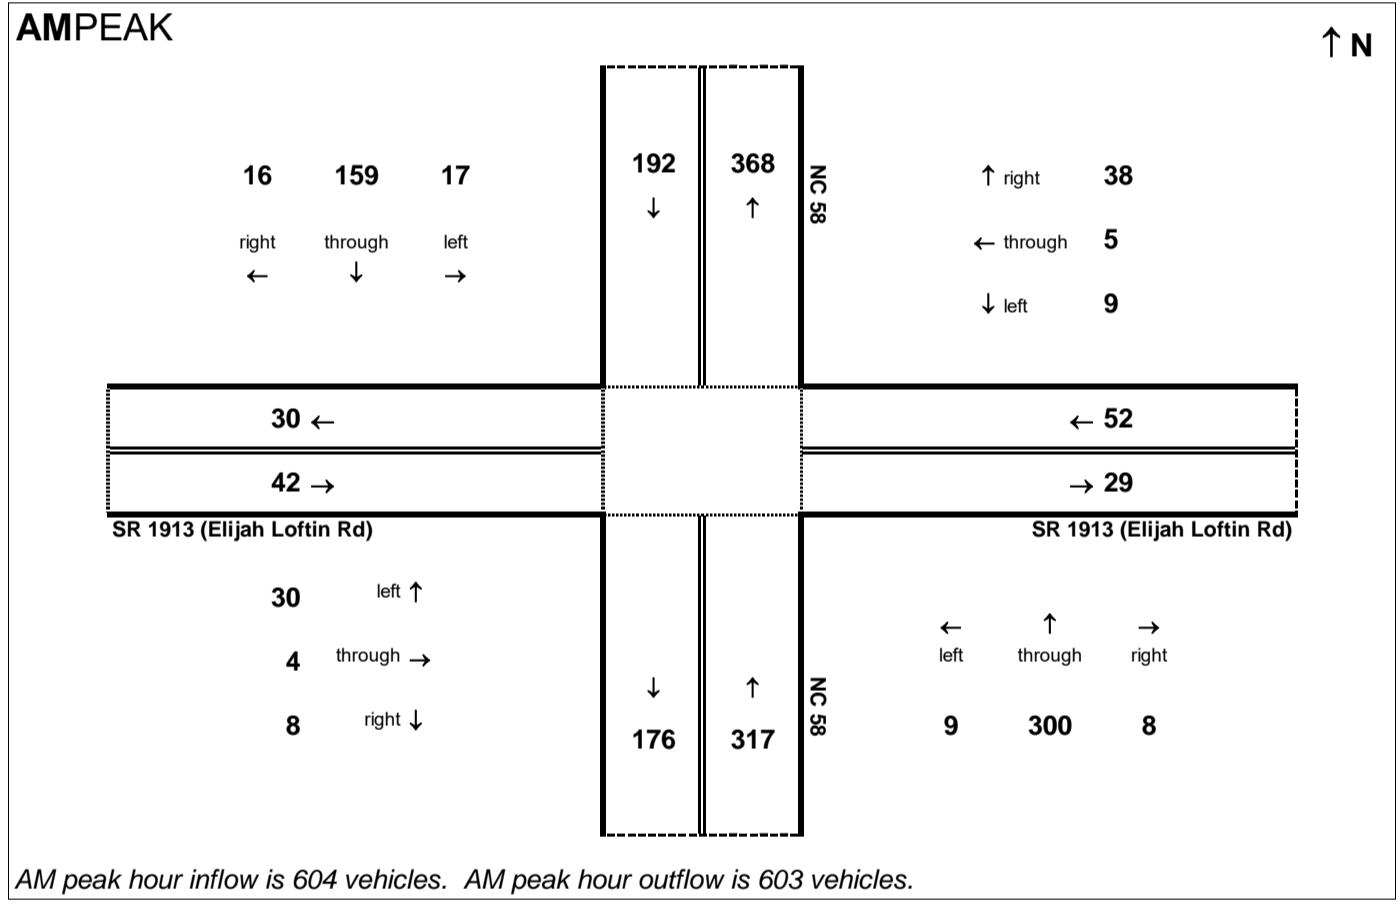 AMPEAK
↑ N
16 159 17
right through left
← ↓ →
192 368
↓ ↑
NC 58
↑ right 38
← through 5
↓ left 9
30 ←
42 →
← 52
→ 29
SR 1913 (Elijah Loftin Rd)
SR 1913 (Elijah Loftin Rd)
30 left ↑
4 through →
8 right ↓
↓ ↑
176 317
NC 58
← ↑ →
left through right
9 300 8
AM peak hour inflow is 604 vehicles. AM peak hour outflow is 603 vehicles.